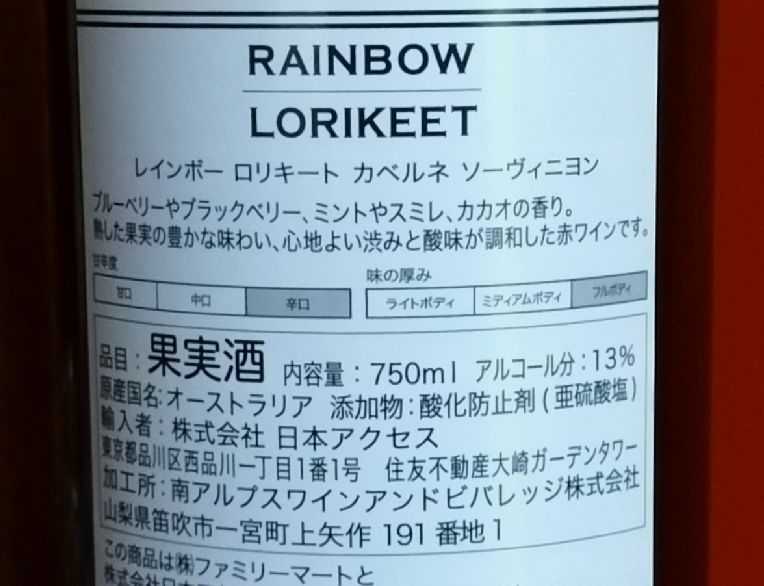 RAINBOW
LORIKEET
レインボー ロリキート カベルネ ソーヴィニヨン
ブルーベリーやブラックベリー、ミントやスミレ、カカオの香り。
熟した果実の豊かな味わい、心地よい渋みと酸味が調和した赤ワインです。
甘辛度
味の厚み
甘口 中口 辛口 ライトボディ ミディアムボディ フルボディ
品目：果実酒 内容量：750ml アルコール分：13%
原産国名：オーストラリア 添加物：酸化防止剤(亜硫酸塩)
輸入者：株式会社 日本アクセス
東京都品川区西品川一丁目1番1号 住友不動産大崎ガーデンタワー
加工所：南アルプスワインアンドビバレッジ株式会社
山梨県笛吹市一宮町上矢作 191番地1
この商品は㈱ファミリーマートと
株式会社日本